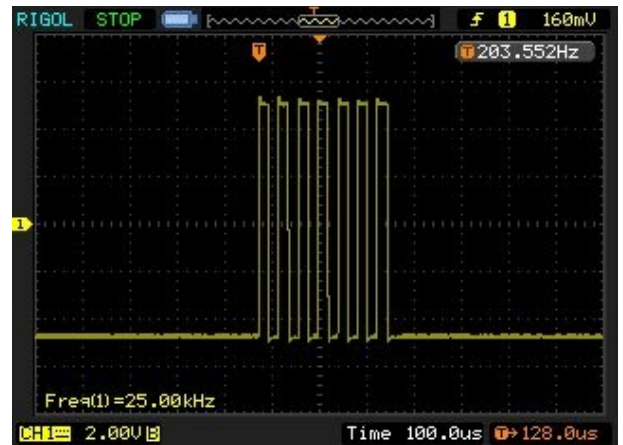 RIGOL STOP T f 1 160mV
T 203.552Hz
T
1
Freq(1)=25.00kHz
CH1 2.00V B Time 100.0us T→128.0us